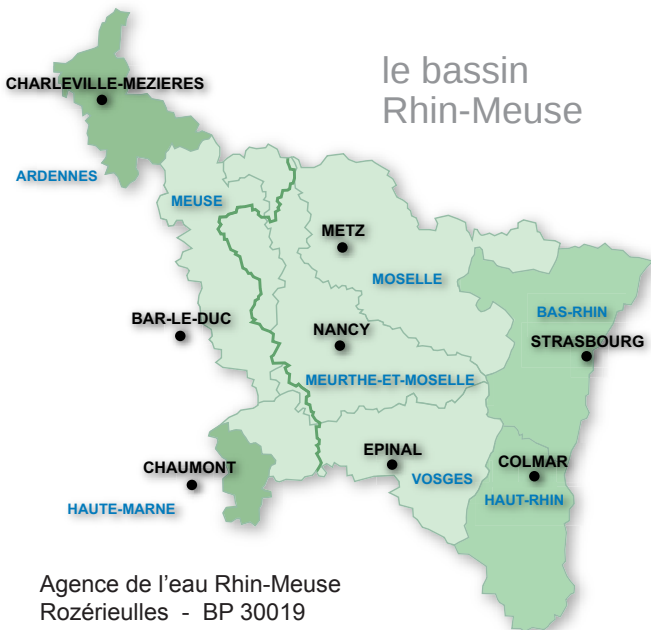 le bassin
Rhin-Meuse
CHARLEVILLE-MEZIERES
ARDENNES
MEUSE
METZ
MOSELLE
BAS-RHIN
BAR-LE-DUC
NANCY
STRASBOURG
MEURTHE-ET-MOSELLE
EPINAL
CHAUMONT
COLMAR
VOSGES
HAUT-RHIN
HAUTE-MARNE
Agence de l'eau Rhin-Meuse
Rozérieulles - BP 30019